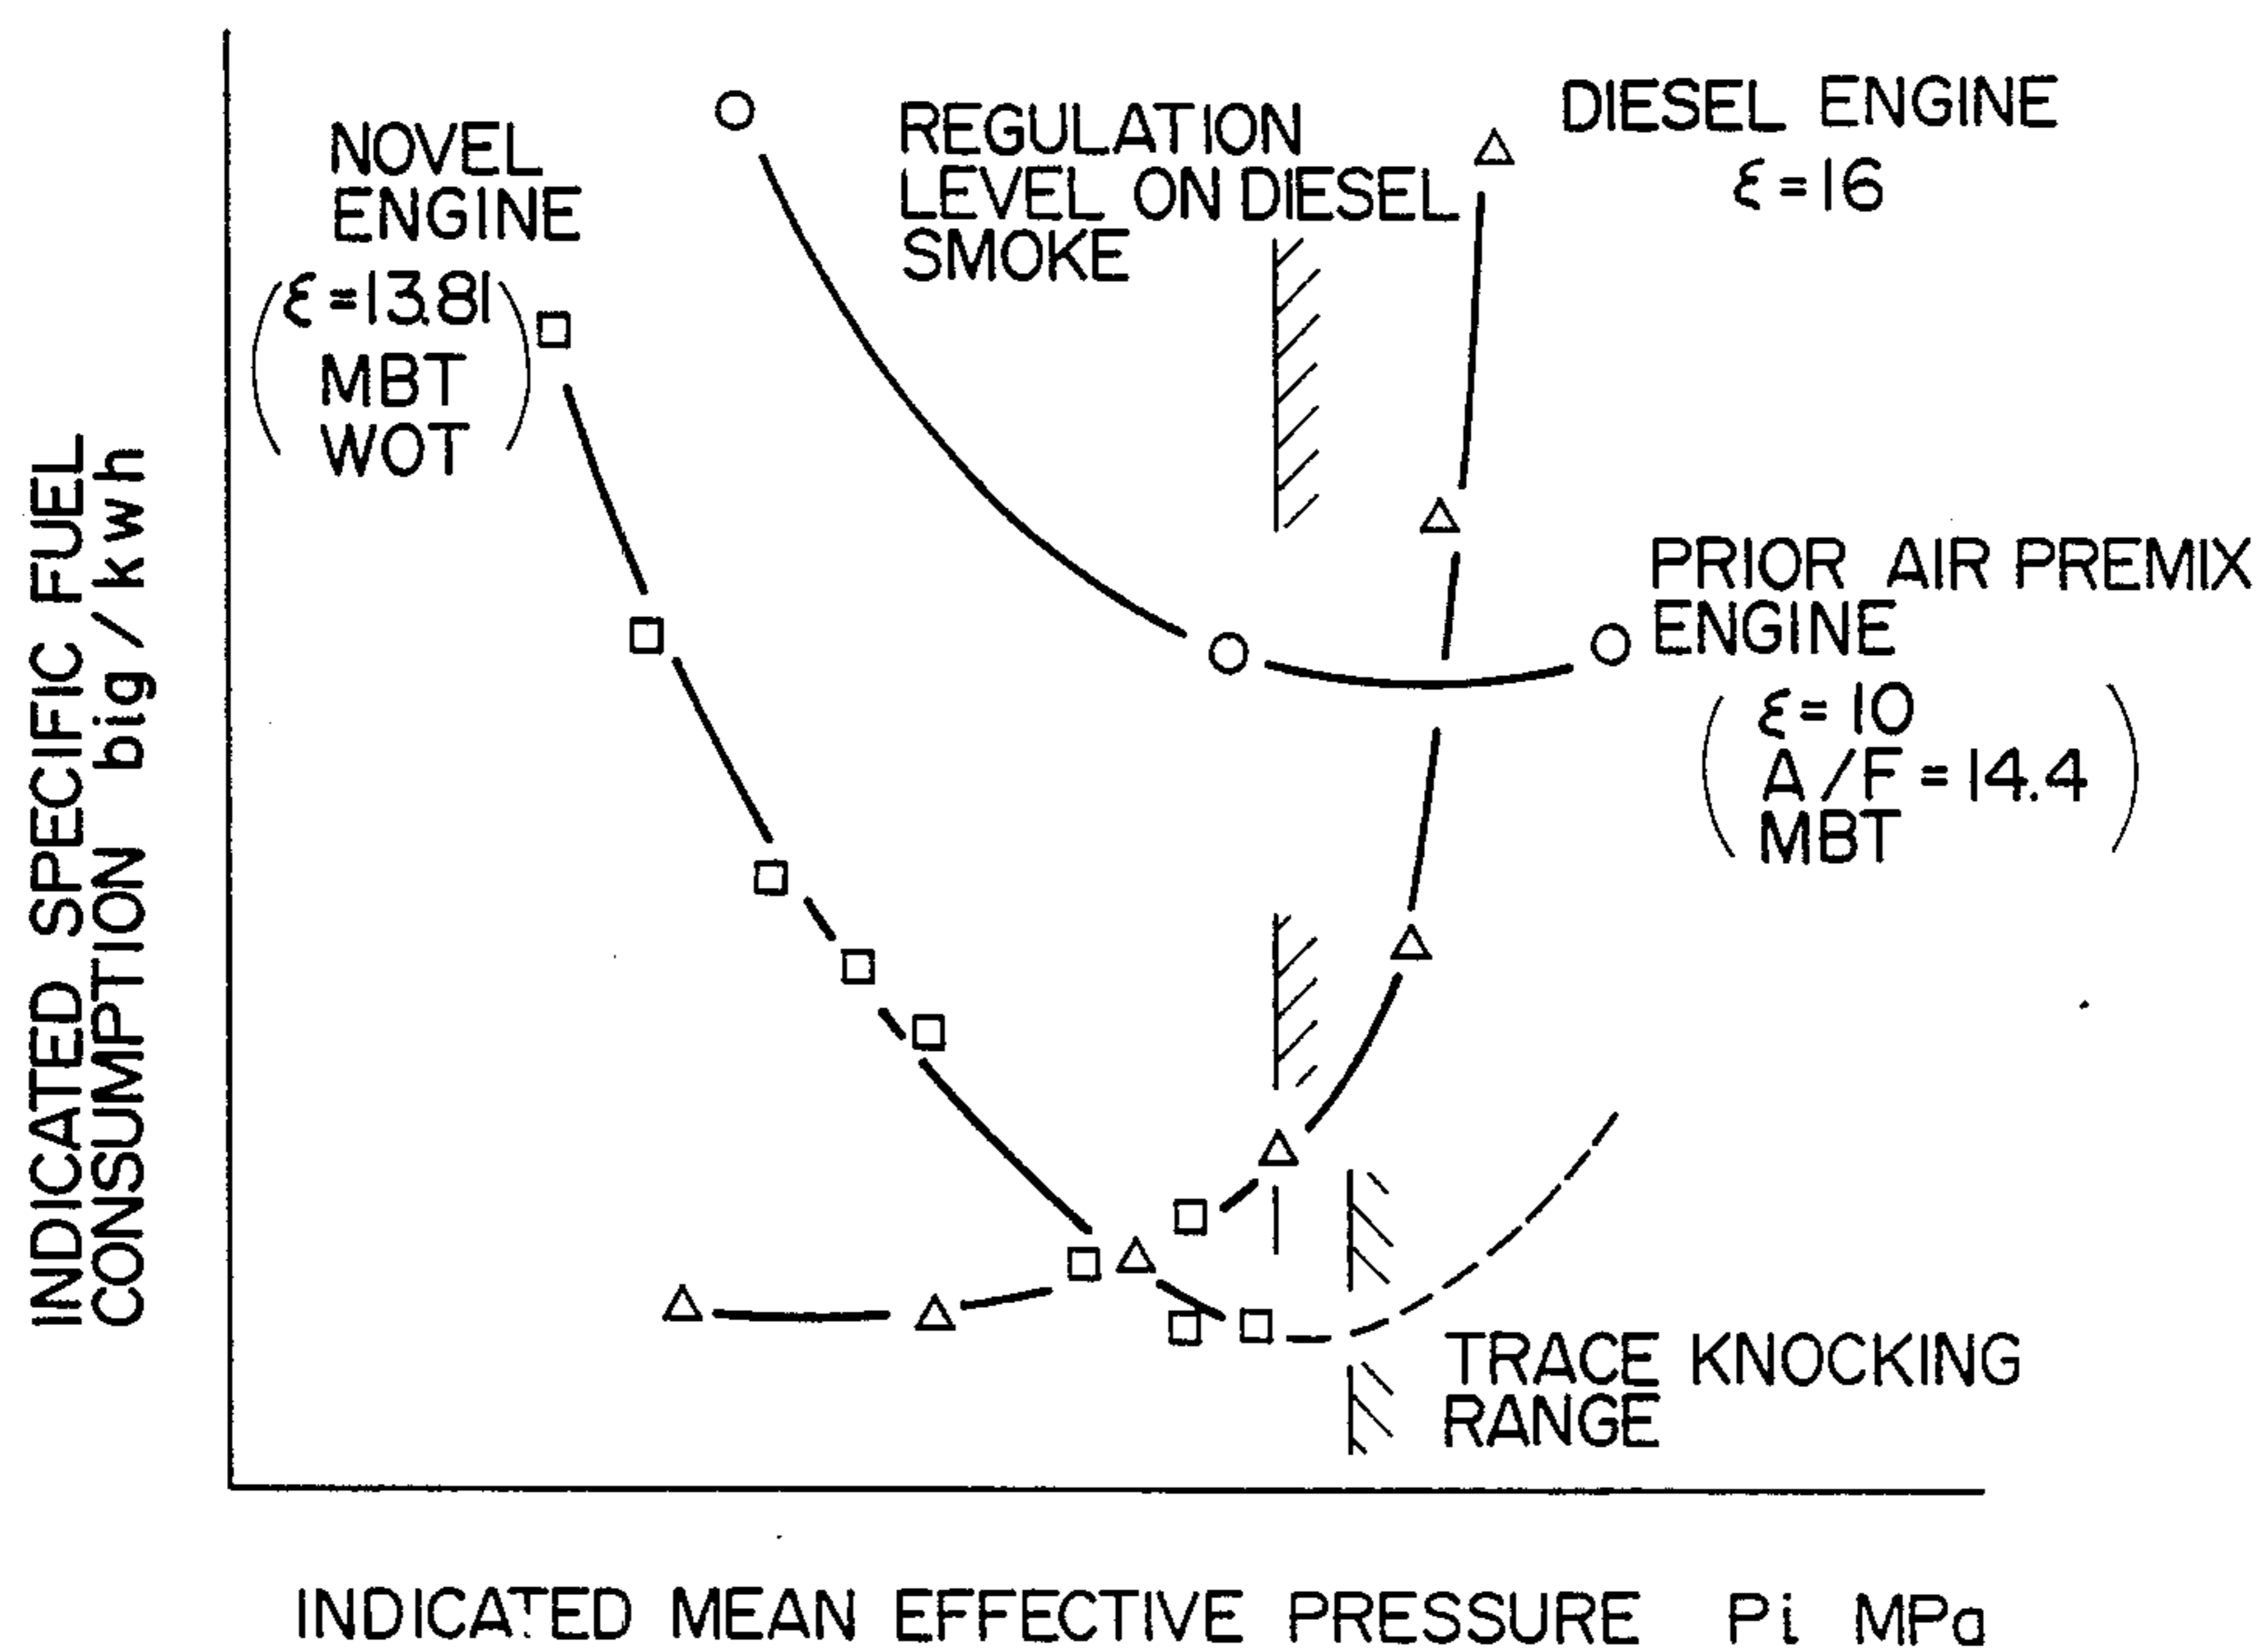 NOVEL
ENGINE
(ε=13.81
MBT
WOT)
REGULATION
LEVEL ON DIESEL
SMOKE
DIESEL ENGINE
ε=16
PRIOR AIR PREMIX
ENGINE
(ε=10
A/F=14.4
MBT)
TRACE KNOCKING
RANGE
INDICATED SPECIFIC FUEL
CONSUMPTION big/kwh
INDICATED MEAN EFFECTIVE PRESSURE Pi MPa